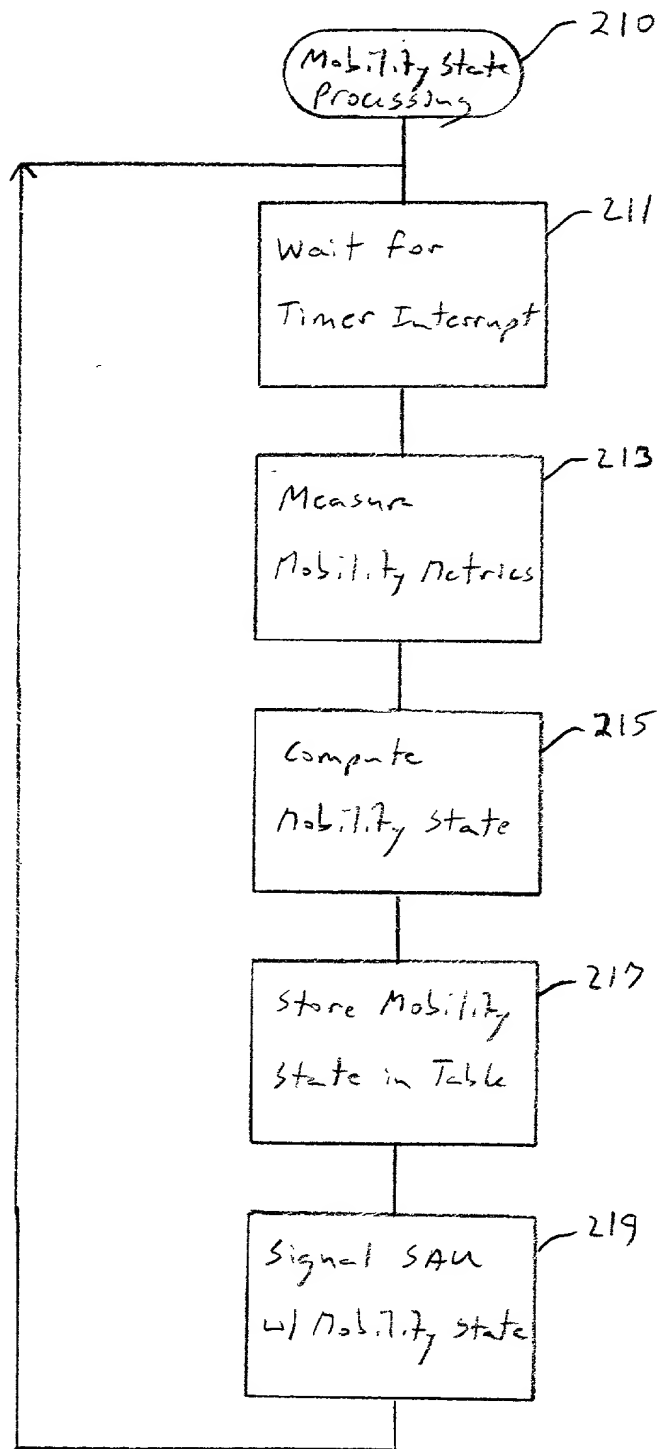 210
Mobility State
Processing
211
Wait for
Timer Interrupt
213
Measure
Mobility Metrics
215
Compute
Mobility State
217
Store Mobility
State in Table
219
Signal SAU
w/ Mobility State